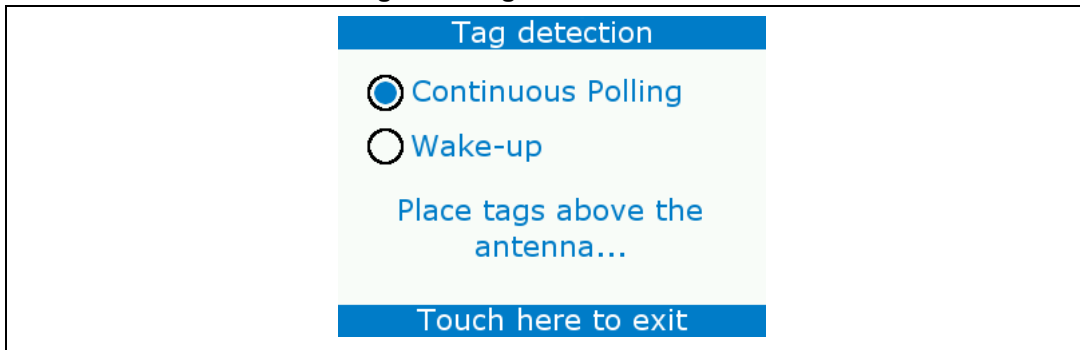 Tag detection
Continuous Polling
Wake-up
Place tags above the
antenna...
Touch here to exit